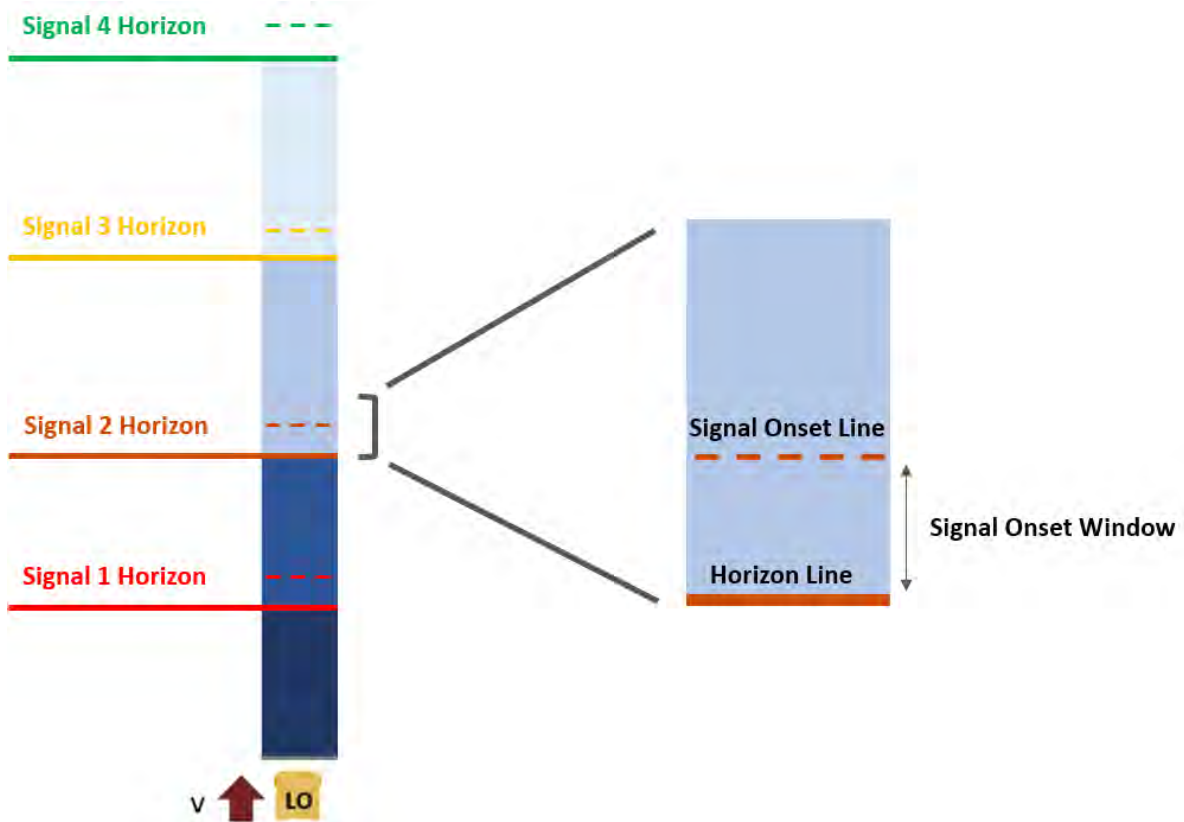 Signal 4 Horizon
Signal 3 Horizon
Signal 2 Horizon
Signal 1 Horizon
V
LO
Signal Onset Line
Signal Onset Window
Horizon Line